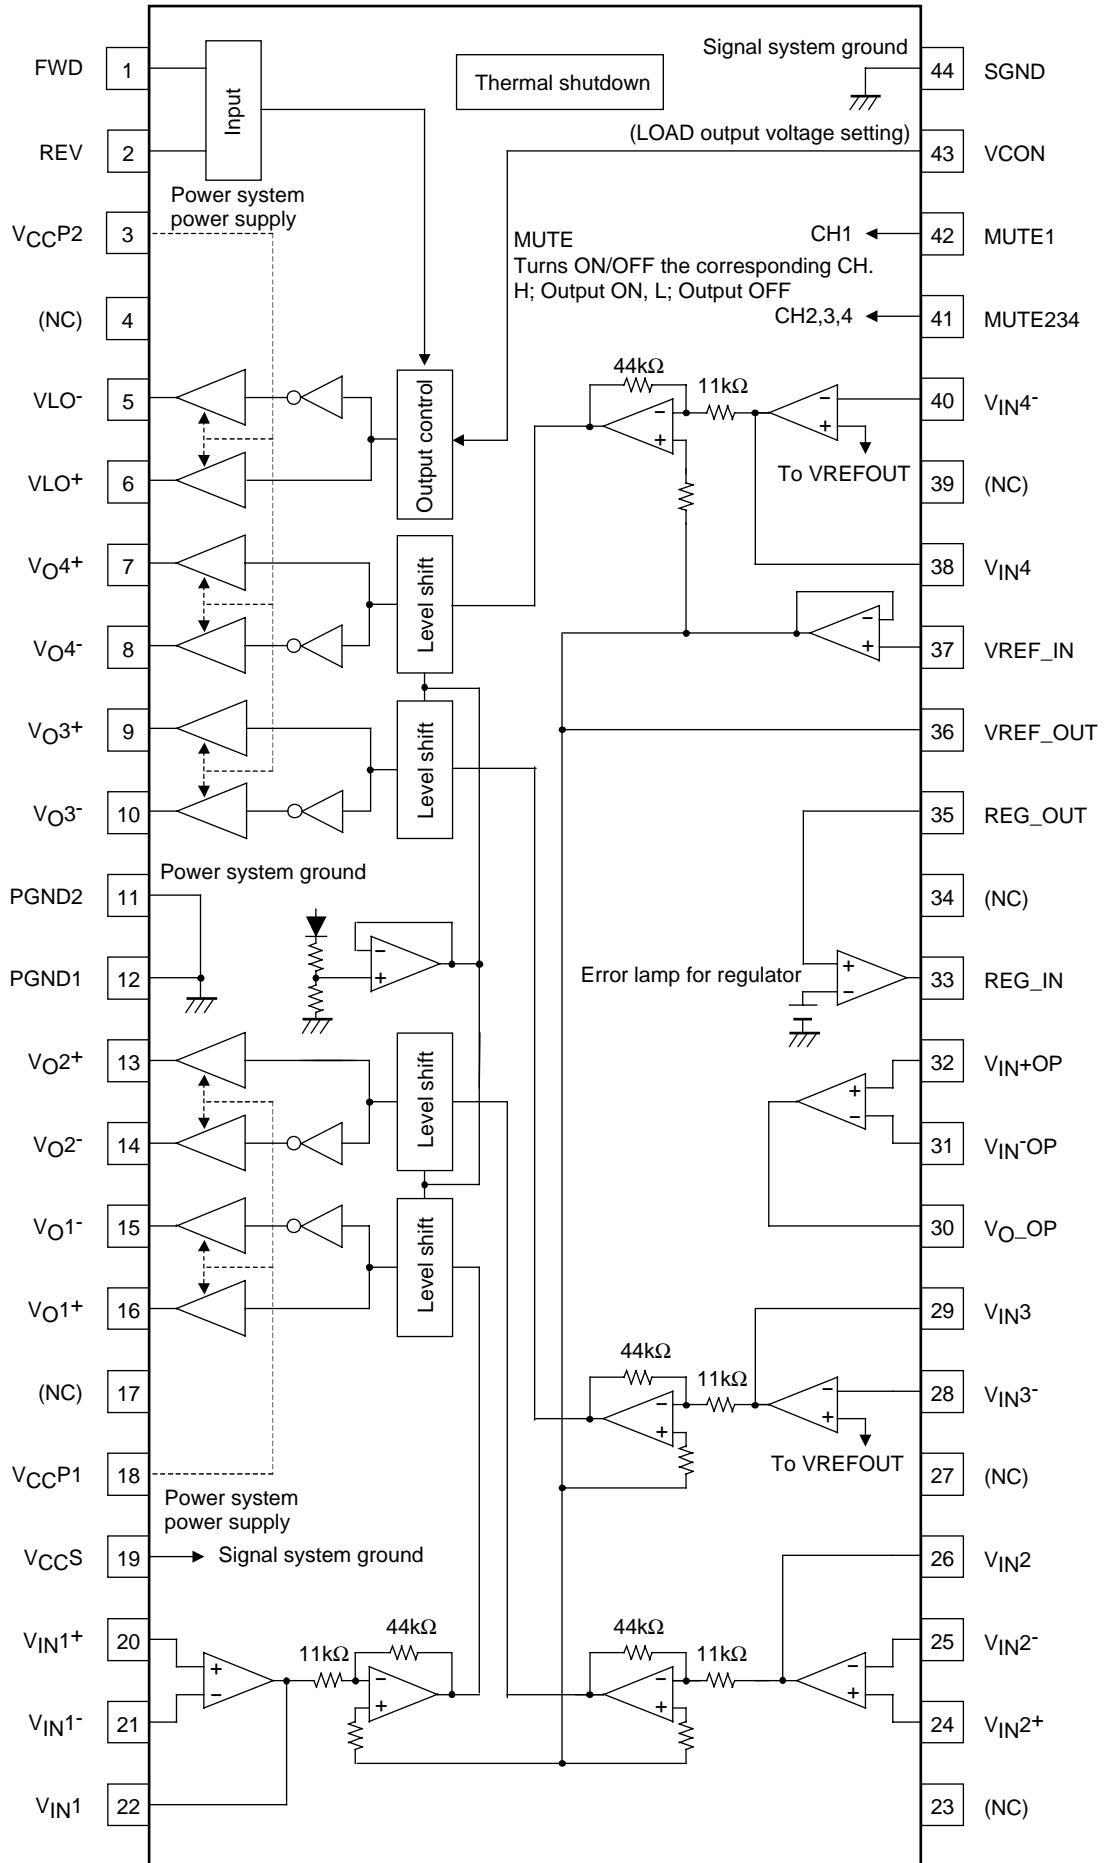 FWD 1
REV 2
VCCP2 3
(NC) 4
VLO- 5
VLO+ 6
VO4+ 7
VO4- 8
VO3+ 9
VO3- 10
PGND2 11
PGND1 12
VO2+ 13
VO2- 14
VO1- 15
VO1+ 16
(NC) 17
VCCP1 18
VCCS 19
VIN1+ 20
VIN1- 21
VIN1 22
Input
Power system
power supply
Thermal shutdown
Signal system ground
(LOAD output voltage setting)
MUTE
Turns ON/OFF the corresponding CH.
H; Output ON, L; Output OFF
CH1
CH2,3,4
Output control
44kΩ
11kΩ
-
+
-
+
To VREFOUT
Level shift
-
+
Level shift
Power system ground
-
+
Error lamp for regulator
+
-
Level shift
+
-
Level shift
44kΩ
11kΩ
-
+
-
+
To VREFOUT
Power system
power supply
Signal system ground
+
-
11kΩ
44kΩ
-
+
44kΩ
11kΩ
-
+
-
+
44 SGND
43 VCON
42 MUTE1
41 MUTE234
40 VIN4-
39 (NC)
38 VIN4
37 VREF_IN
36 VREF_OUT
35 REG_OUT
34 (NC)
33 REG_IN
32 VIN+OP
31 VIN-OP
30 VO_OP
29 VIN3
28 VIN3-
27 (NC)
26 VIN2
25 VIN2-
24 VIN2+
23 (NC)